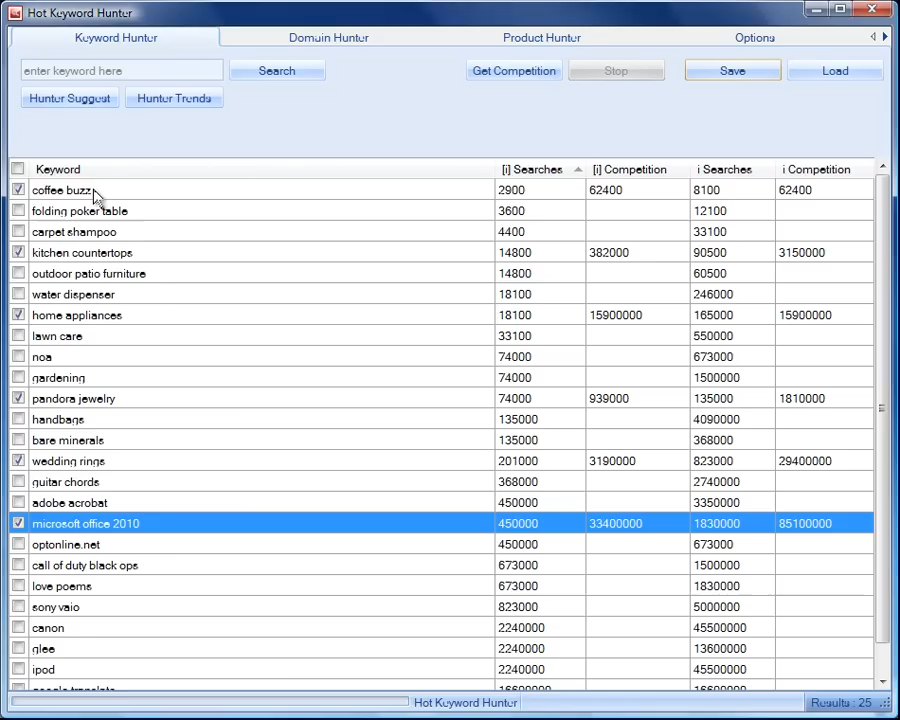 Hot Keyword Hunter
Keyword Hunter Domain Hunter Product Hunter Options
enter keyword here Search Get Competition Stop Save Load
Hunter Suggest Hunter Trends
Keyword [i] Searches [i] Competition i Searches i Competition
coffee buzz 2900 62400 8100 62400
folding poker table 3600 12100
carpet shampoo 4400 33100
kitchen countertops 14800 382000 90500 3150000
outdoor patio furniture 14800 60500
water dispenser 18100 246000
home appliances 18100 15900000 165000 15900000
lawn care 33100 550000
noa 74000 673000
gardening 74000 1500000
pandora jewelry 74000 939000 135000 1810000
handbags 135000 4090000
bare minerals 135000 368000
wedding rings 201000 3190000 823000 29400000
guitar chords 368000 2740000
adobe acrobat 450000 3350000
microsoft office 2010 450000 33400000 1830000 85100000
optonline.net 450000 673000
call of duty black ops 673000 1500000
love poems 673000 1830000
sony vaio 823000 5000000
canon 2240000 45500000
glee 2240000 13600000
ipod 2240000 45500000
google translate 16600000 16600000
Hot Keyword Hunter Results : 25